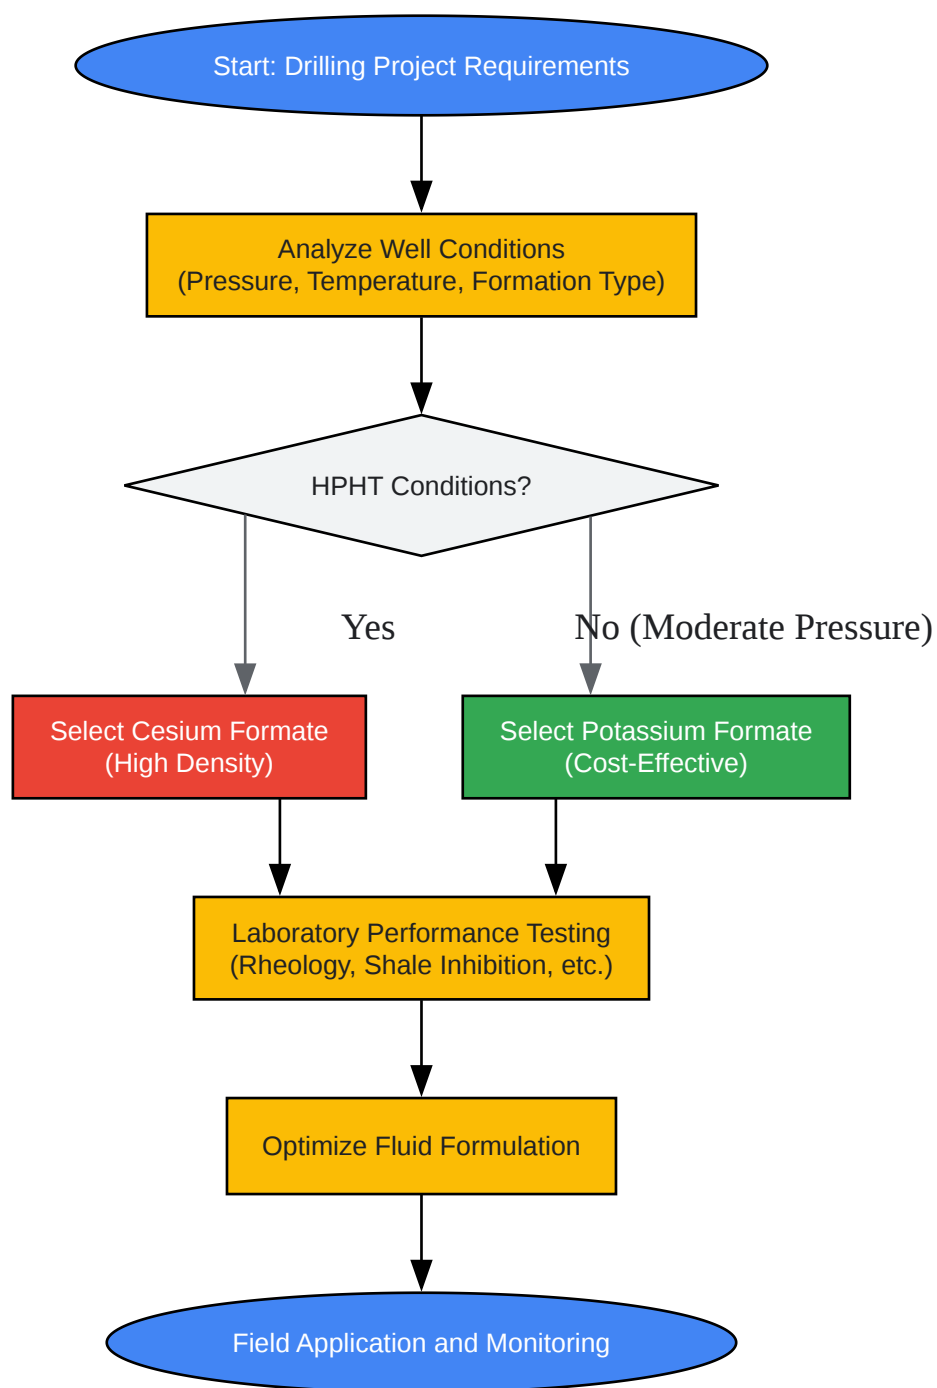 Start: Drilling Project Requirements
Analyze Well Conditions
(Pressure, Temperature, Formation Type)
HPHT Conditions?
Yes
No (Moderate Pressure)
Select Cesium Formate
(High Density)
Select Potassium Formate
(Cost-Effective)
Laboratory Performance Testing
(Rheology, Shale Inhibition, etc.)
Optimize Fluid Formulation
Field Application and Monitoring